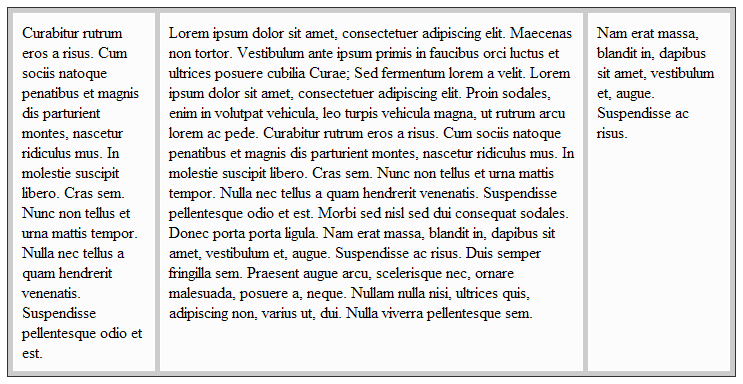 Curabitur rutrum
eros a risus. Cum
sociis natoque
penatibus et magnis
dis parturient
montes, nascetur
ridiculus mus. In
molestie suscipit
libero. Cras sem.
Nunc non tellus et
urna mattis tempor.
Nulla nec tellus a
quam hendrerit
venenatis.
Suspendisse
pellentesque odio et
est.
Lorem ipsum dolor sit amet, consectetuer adipiscing elit. Maecenas
non tortor. Vestibulum ante ipsum primis in faucibus orci luctus et
ultrices posuere cubilia Curae; Sed fermentum lorem a velit. Lorem
ipsum dolor sit amet, consectetuer adipiscing elit. Proin sodales,
enim in volutpat vehicula, leo turpis vehicula magna, ut rutrum arcu
lorem ac pede. Curabitur rutrum eros a risus. Cum sociis natoque
penatibus et magnis dis parturient montes, nascetur ridiculus mus. In
molestie suscipit libero. Cras sem. Nunc non tellus et urna mattis
tempor. Nulla nec tellus a quam hendrerit venenatis. Suspendisse
pellentesque odio et est. Morbi sed nisl sed dui consequat sodales.
Donec porta porta ligula. Nam erat massa, blandit in, dapibus sit
amet, vestibulum et, augue. Suspendisse ac risus. Duis semper
fringilla sem. Praesent augue arcu, scelerisque nec, ornare
malesuada, posuere a, neque. Nullam nulla nisi, ultrices quis,
adipiscing non, varius ut, dui. Nulla viverra pellentesque sem.
Nam erat massa,
blandit in, dapibus
sit amet, vestibulum
et, augue.
Suspendisse ac
risus.